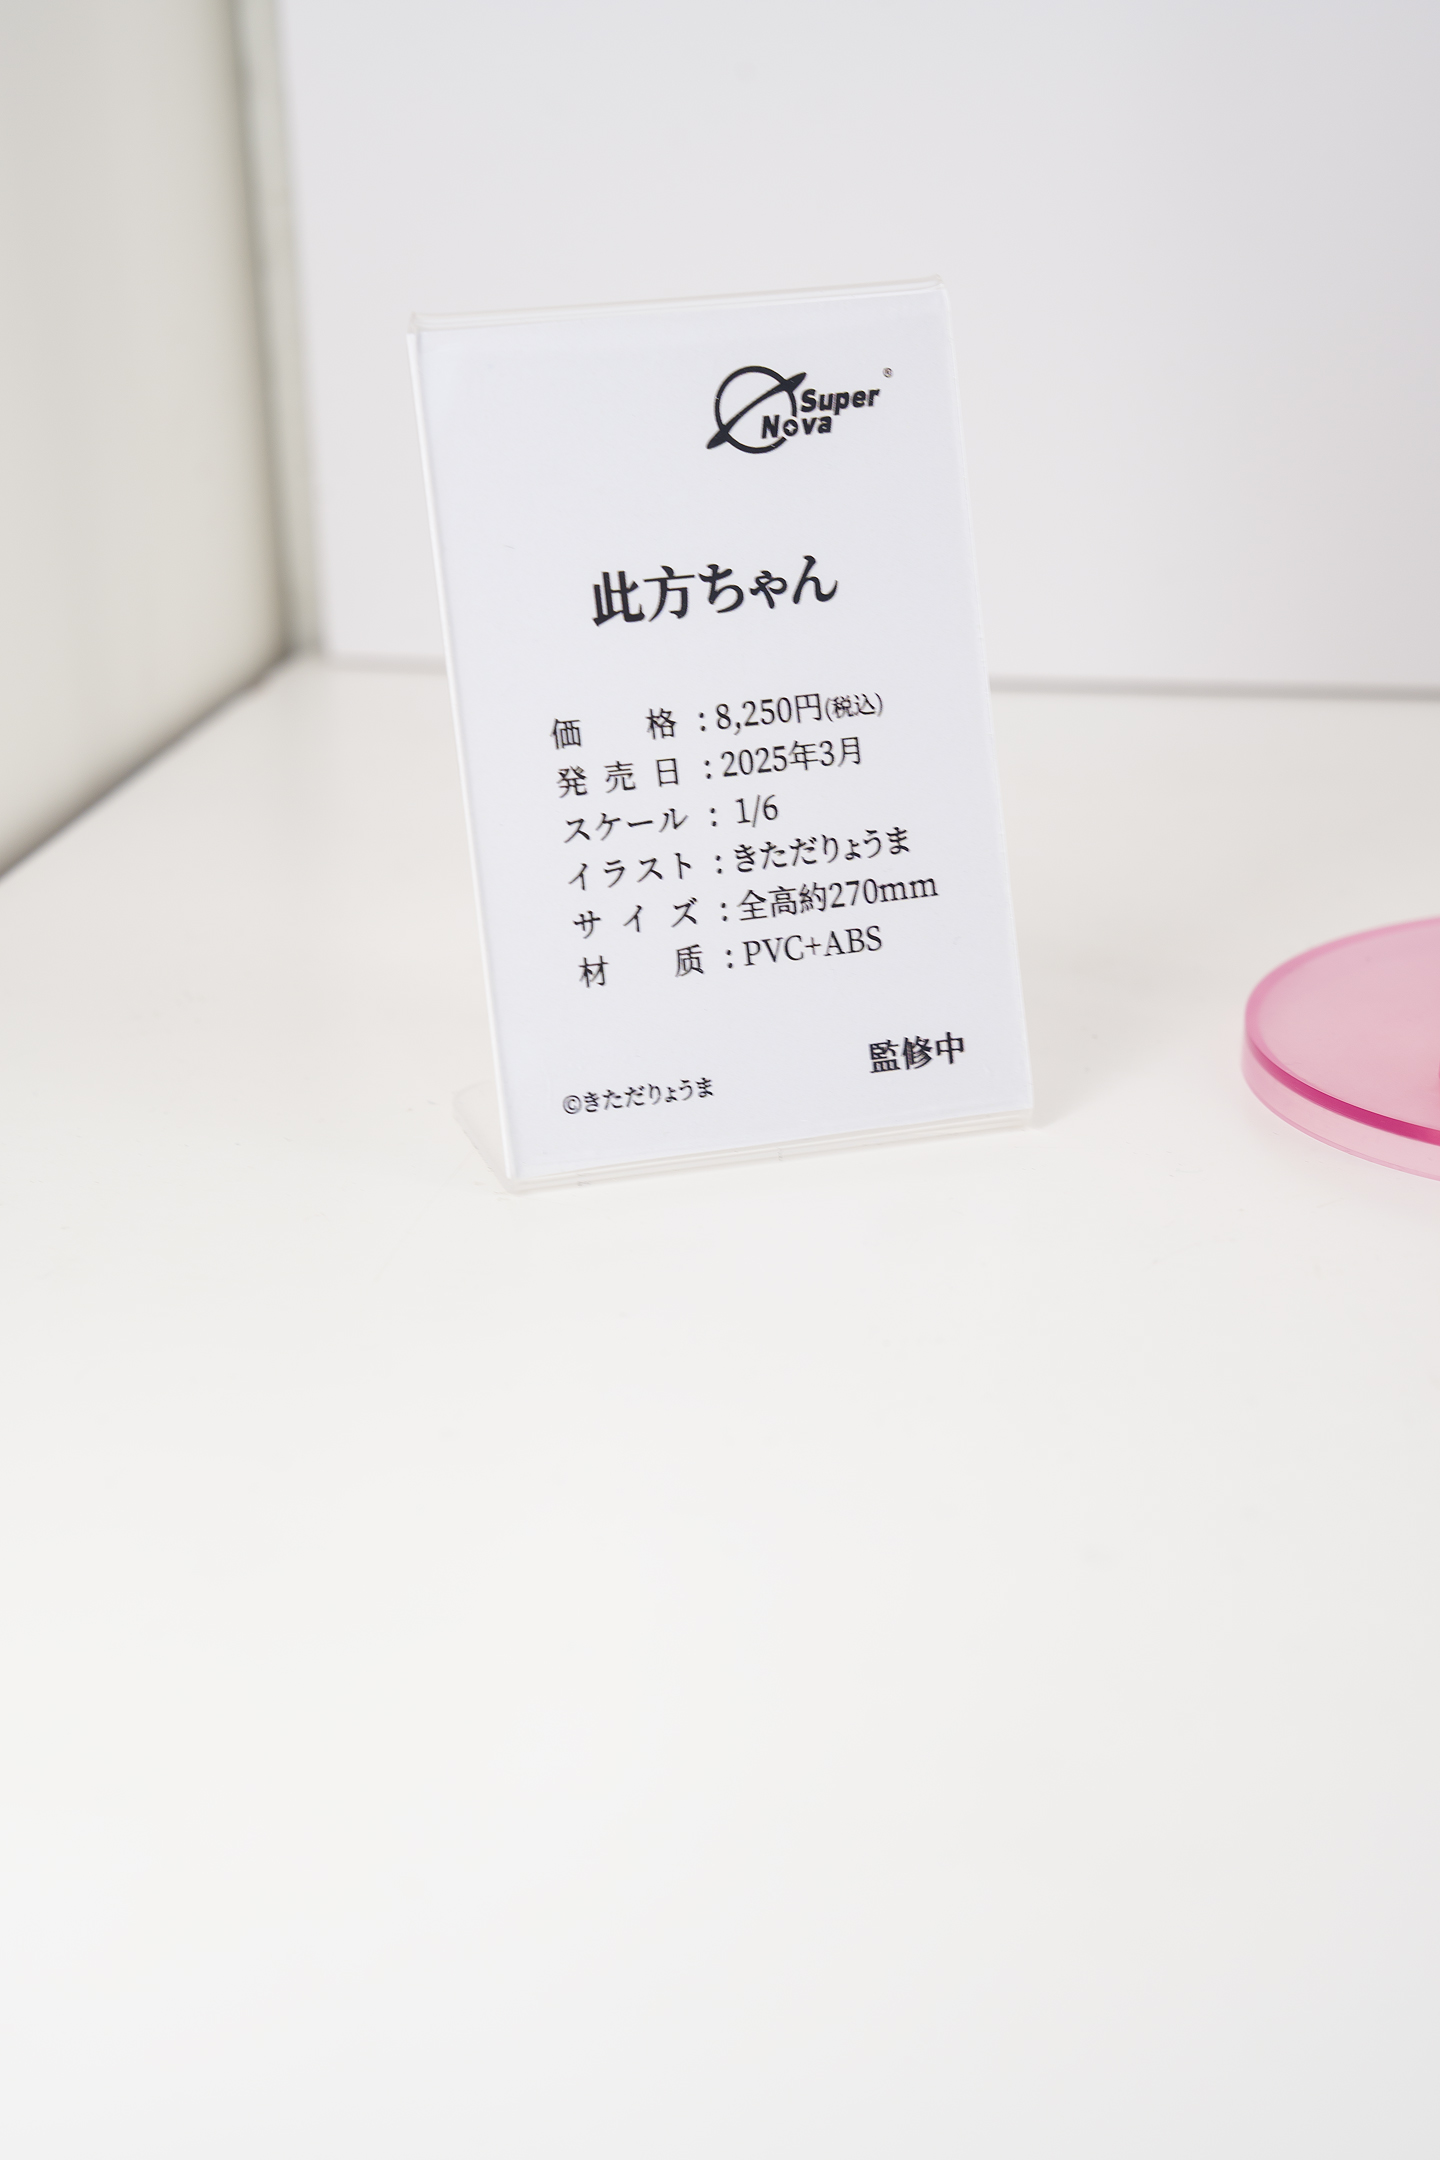 Super ®
Nova
此方ちゃん
価 格 : 8,250円(税込)
発 売 日 : 2025年3月
スケール : 1/6
イラスト : きただりょうま
サ イ ズ : 全高約270mm
材 质 : PVC+ABS
監修中
©きただりょうま